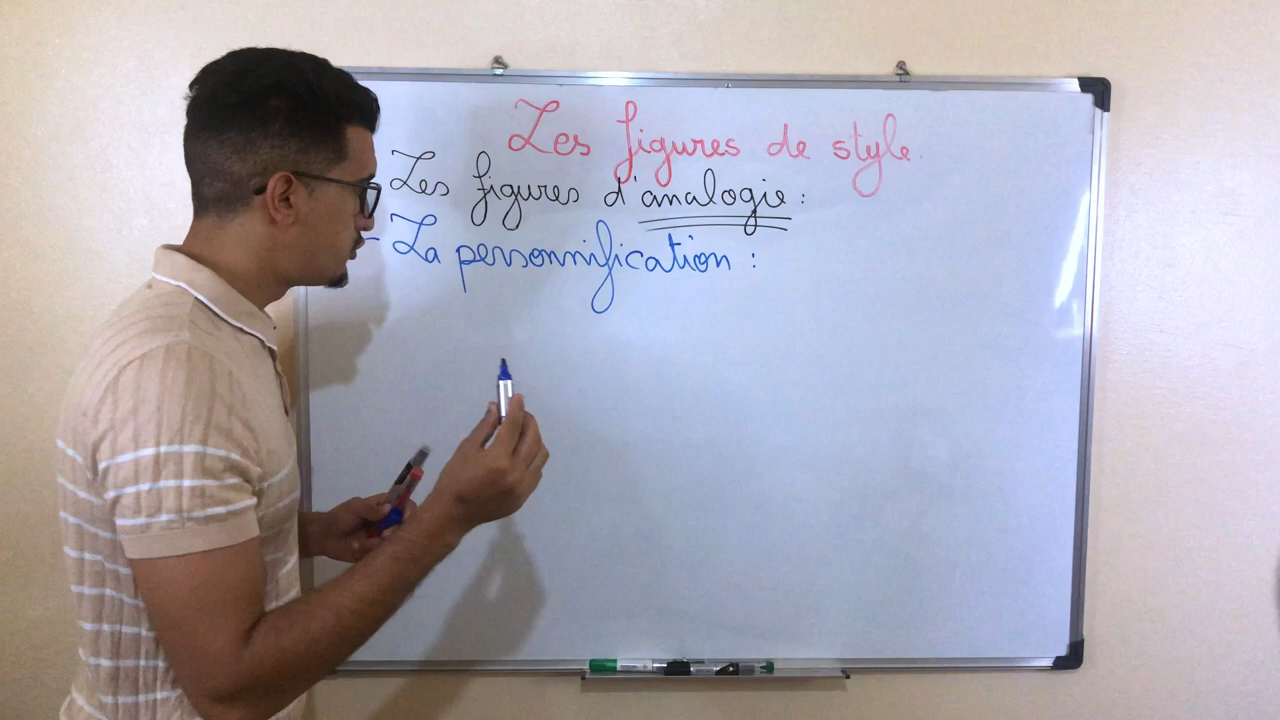 Les figures de style
Les figures d'analogie :
- La personnification :